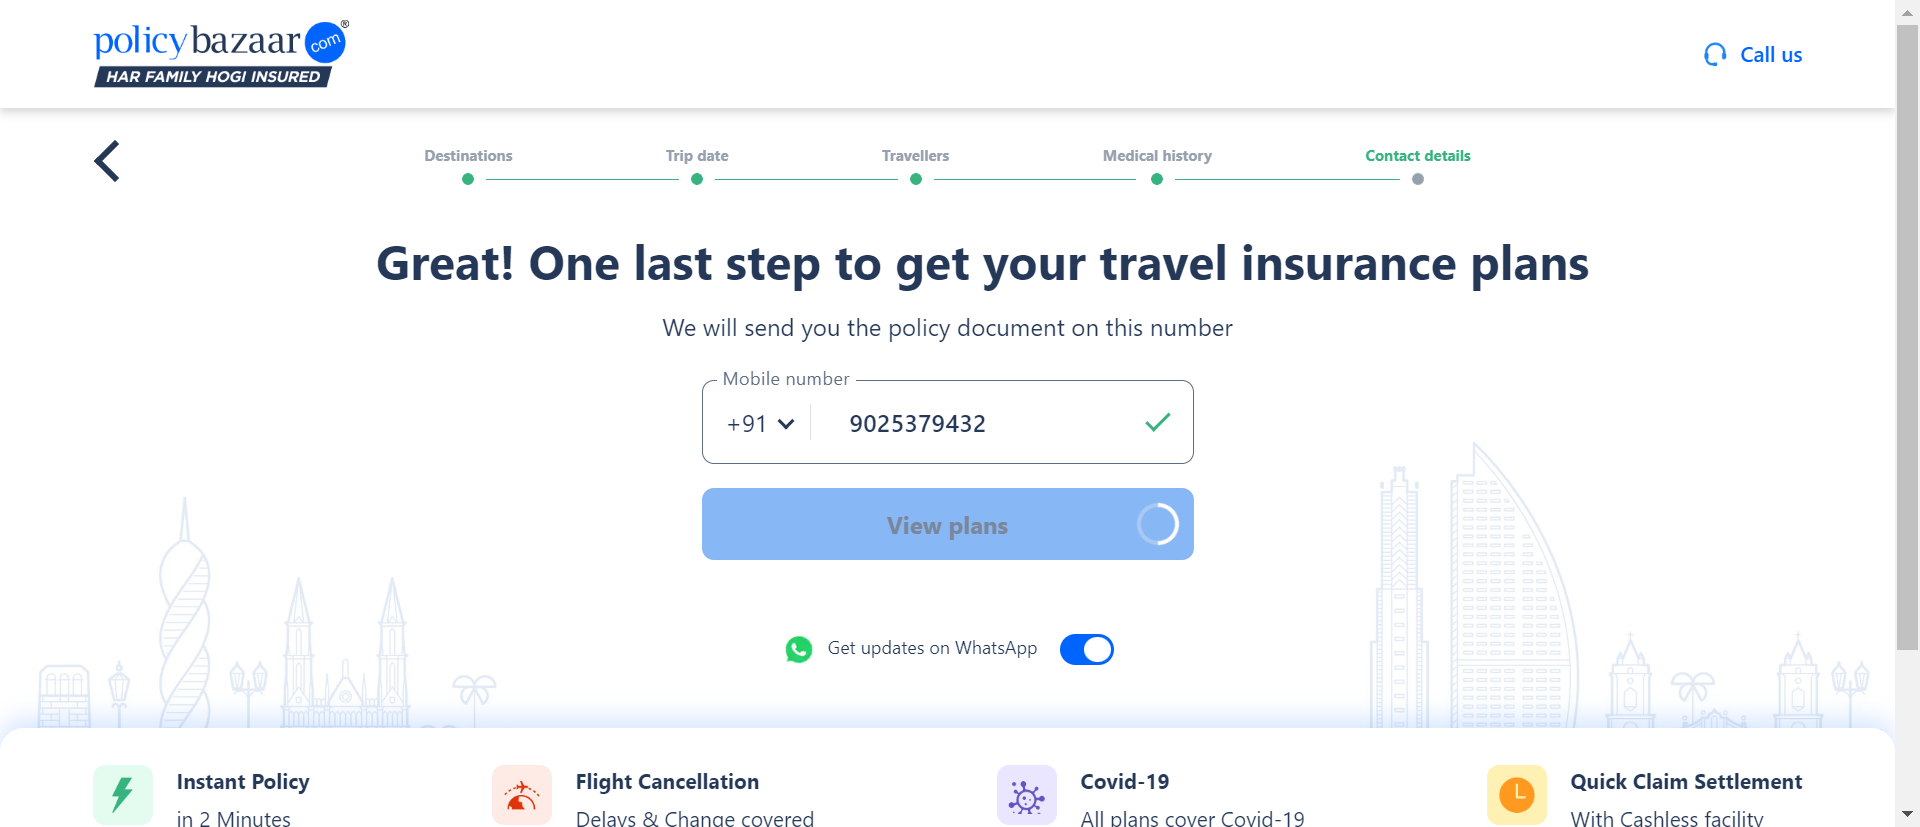 policybazaar com ®
HAR FAMILY HOGI INSURED
Call us
Destinations
Trip date
Travellers
Medical history
Contact details
Great! One last step to get your travel insurance plans
We will send you the policy document on this number
Mobile number
+91
9025379432
View plans
Get updates on WhatsApp
Instant Policy
in 2 Minutes
Flight Cancellation
Delays & Change covered
Covid-19
All plans cover Covid-19
Quick Claim Settlement
With Cashless facility